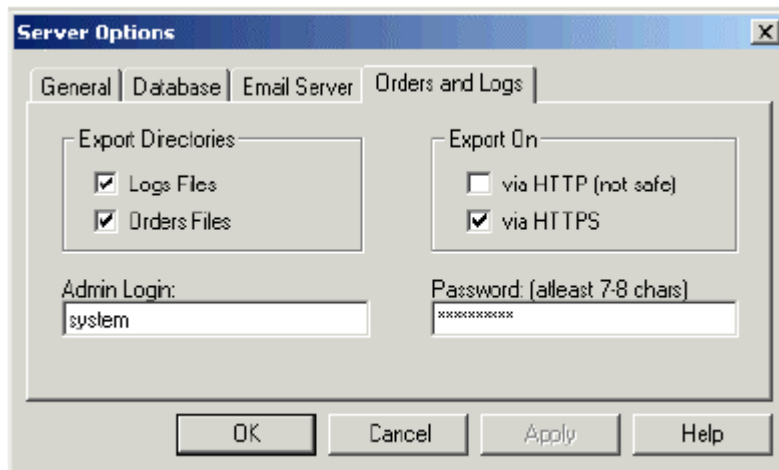 Server Options
General Database Email Server Orders and Logs
Export Directories
Logs Files
Orders Files
Export On
via HTTP (not safe)
via HTTPS
Admin Login:
system
Password: (atleast 7-8 chars)
**********
OK Cancel Apply Help